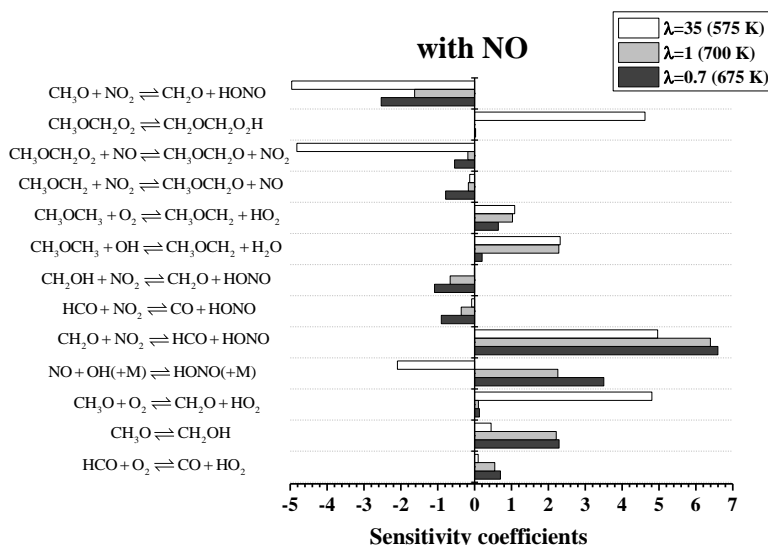 with NO
λ=35 (575 K)
λ=1 (700 K)
λ=0.7 (675 K)
CH₃O + NO₂ ⇌ CH₂O + HONO
CH₃OCH₂O₂ ⇌ CH₂OCH₂O₂H
CH₃OCH₂O₂ + NO ⇌ CH₃OCH₂O + NO₂
CH₃OCH₂ + NO₂ ⇌ CH₃OCH₂O + NO
CH₃OCH₃ + O₂ ⇌ CH₃OCH₂ + HO₂
CH₃OCH₃ + OH ⇌ CH₃OCH₂ + H₂O
CH₂OH + NO₂ ⇌ CH₂O + HONO
HCO + NO₂ ⇌ CO + HONO
CH₂O + NO₂ ⇌ HCO + HONO
NO + OH(+M) ⇌ HONO(+M)
CH₃O + O₂ ⇌ CH₂O + HO₂
CH₃O ⇌ CH₂OH
HCO + O₂ ⇌ CO + HO₂
-5 -4 -3 -2 -1 0 1 2 3 4 5 6 7
Sensitivity coefficients